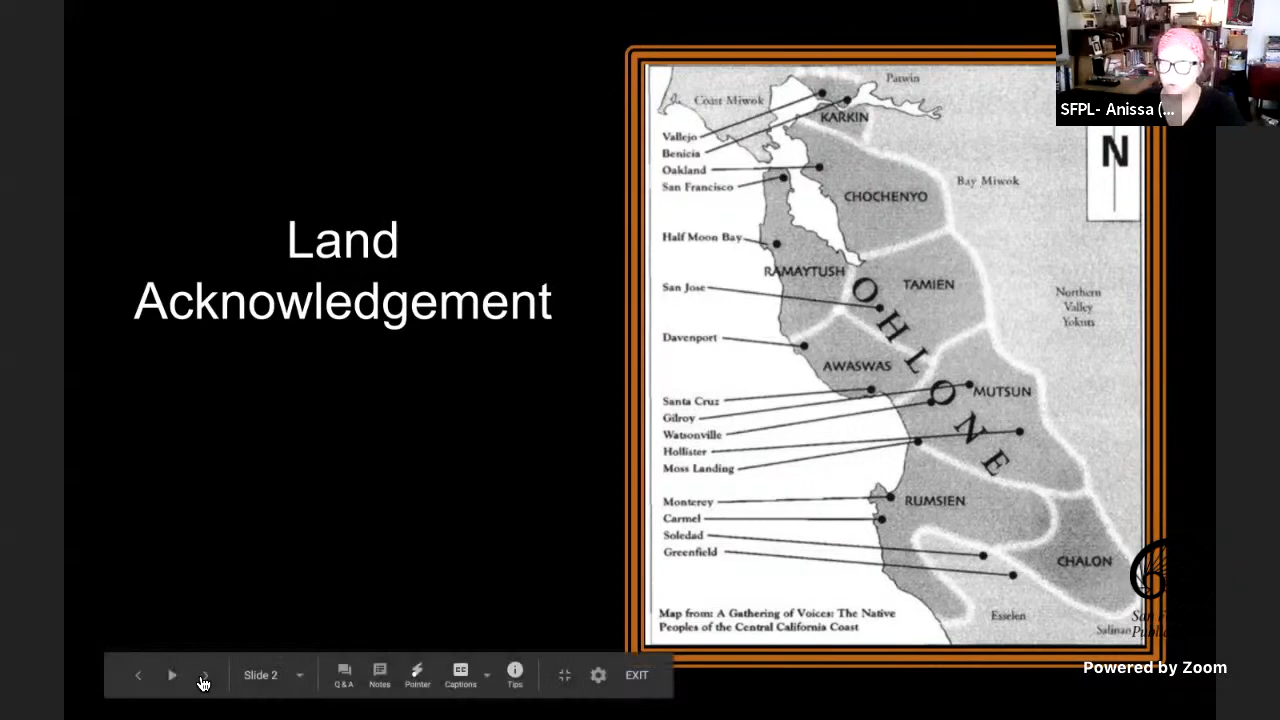 SFPL- Anissa (...
Land
Acknowledgement
Coast Miwok
Patwin
KARKIN
Vallejo
Benicia
Oakland
San Francisco
N
Bay Miwok
CHOCHENYO
Half Moon Bay
RAMAYTUSH
San Jose
TAMIEN
Northern
Valley
Yokuts
OHLONE
Davenport
AWASWAS
MUTSUN
Santa Cruz
Gilroy
Watsonville
Hollister
Moss Landing
Monterey
RUMSIEN
Carmel
Soledad
Greenfield
CHALON
Esselen
Salinan
Map from: A Gathering of Voices: The Native
Peoples of the Central California Coast
Slide 2
Q & A
Notes
Pointer
Captions
Tips
EXIT
Powered by Zoom